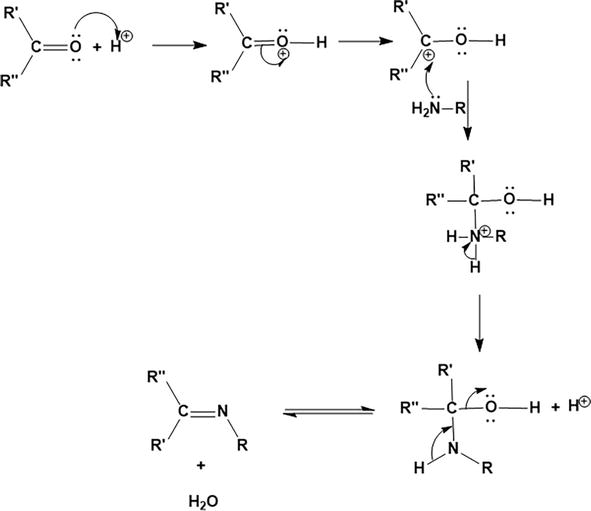 R' R'
C=O + H⊕ C=O–H
R" ⊕ R"
R'
C–O–H
⊕
R"
H₂N–R
R'
R"–C–O–H
H–N⊕–R
H
R'
R"–C–O–H + H⊕
N
H R
R"
C=N
R' R
+
H₂O